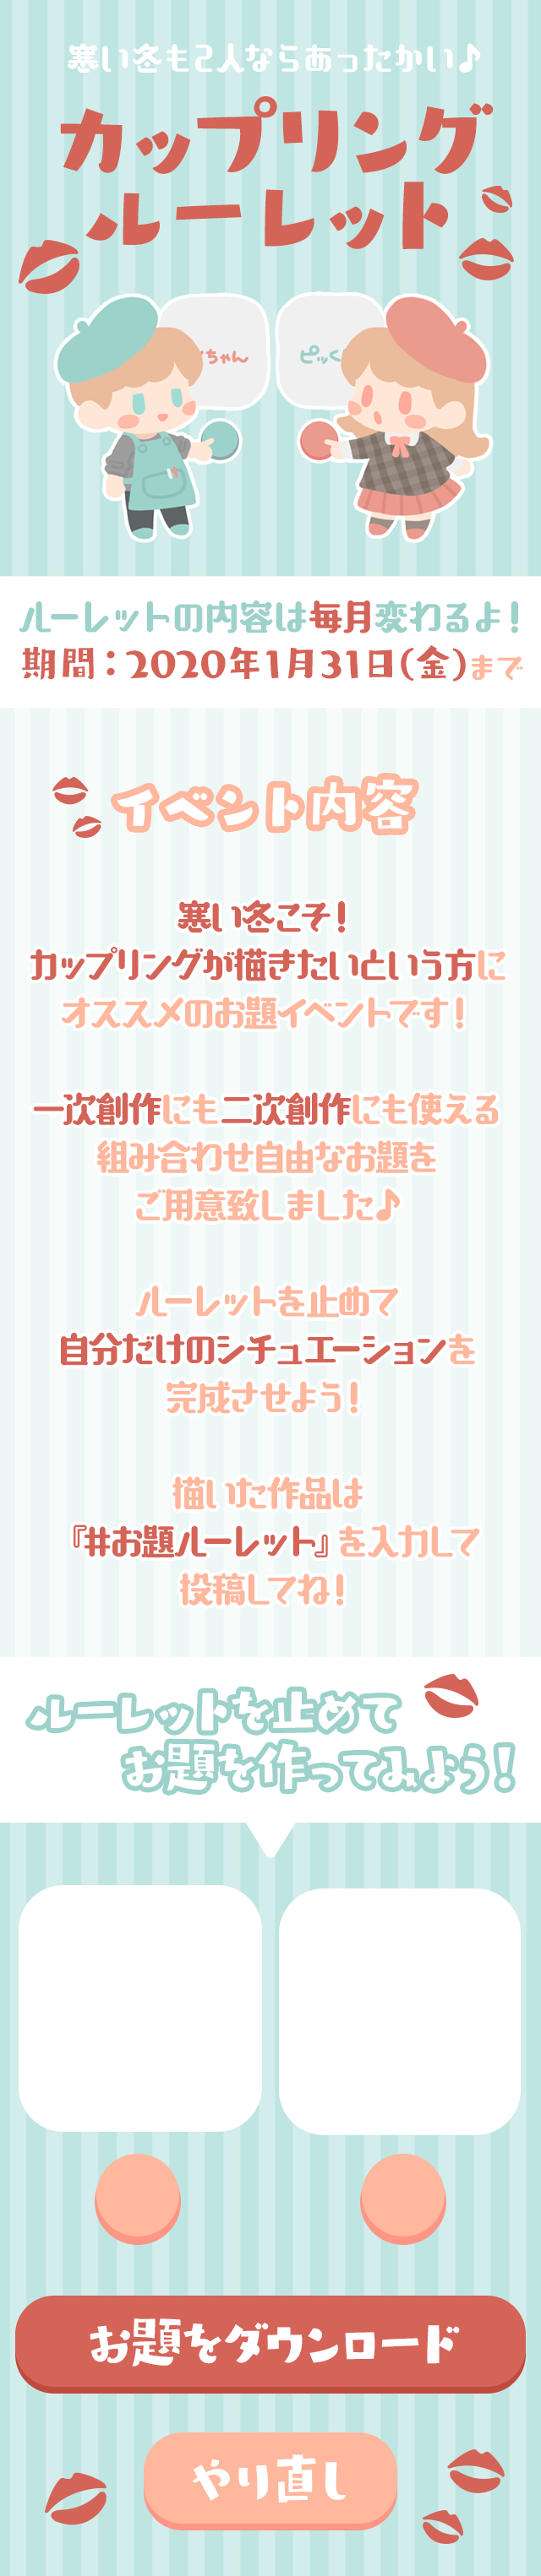 寒い冬も2人ならあったかい♪
カップリング
ルーレット
ちゃん
ピッく
ルーレットの内容は毎月変わるよ！
期間：2020年1月31日(金)まで
イベント内容
寒い冬こそ！
カップリングが描きたいという方に
オススメのお題イベントです！
一次創作にも二次創作にも使える
組み合わせ自由なお題を
ご用意致しました♪
ルーレットを止めて
自分だけのシチュエーションを
完成させよう！
描いた作品は
『#お題ルーレット』を入力して
投稿してね！
ルーレットを止めて
お題を作ってみよう！
お題をダウンロード
やり直し